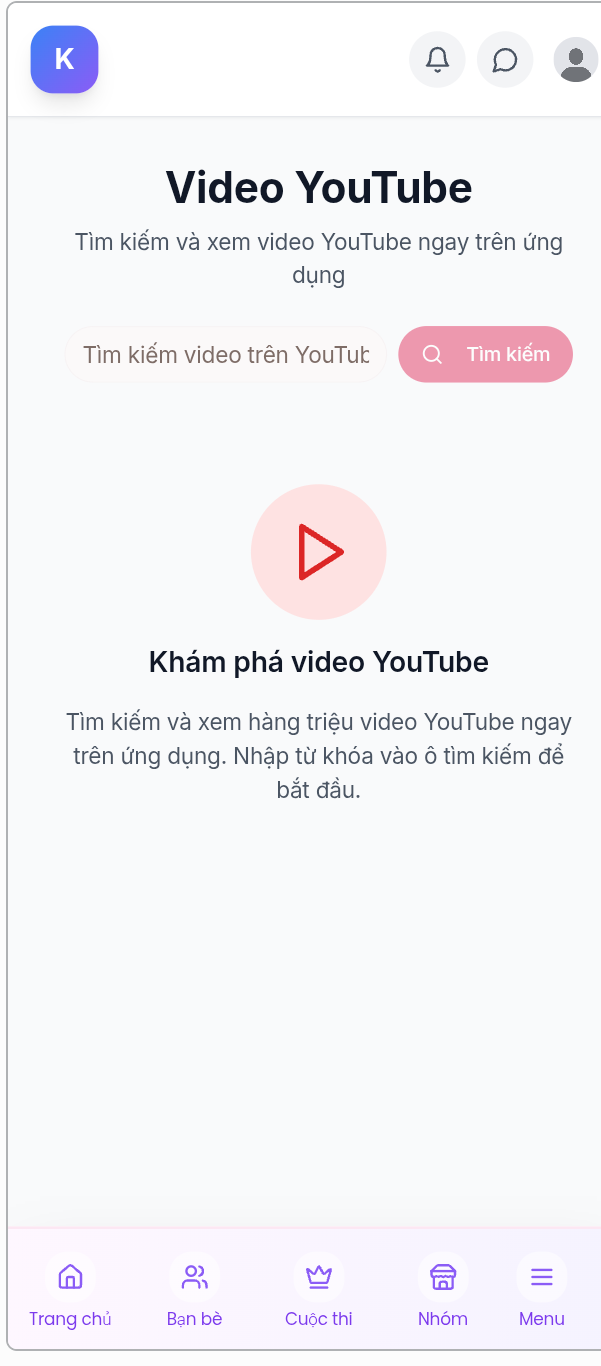 K
Video YouTube
Tìm kiếm và xem video YouTube ngay trên ứng
dụng
Tìm kiếm video trên YouTub
Tìm kiếm
Khám phá video YouTube
Tìm kiếm và xem hàng triệu video YouTube ngay
trên ứng dụng. Nhập từ khóa vào ô tìm kiếm để
bắt đầu.
Trang chủ Bạn bè Cuộc thi Nhóm Menu